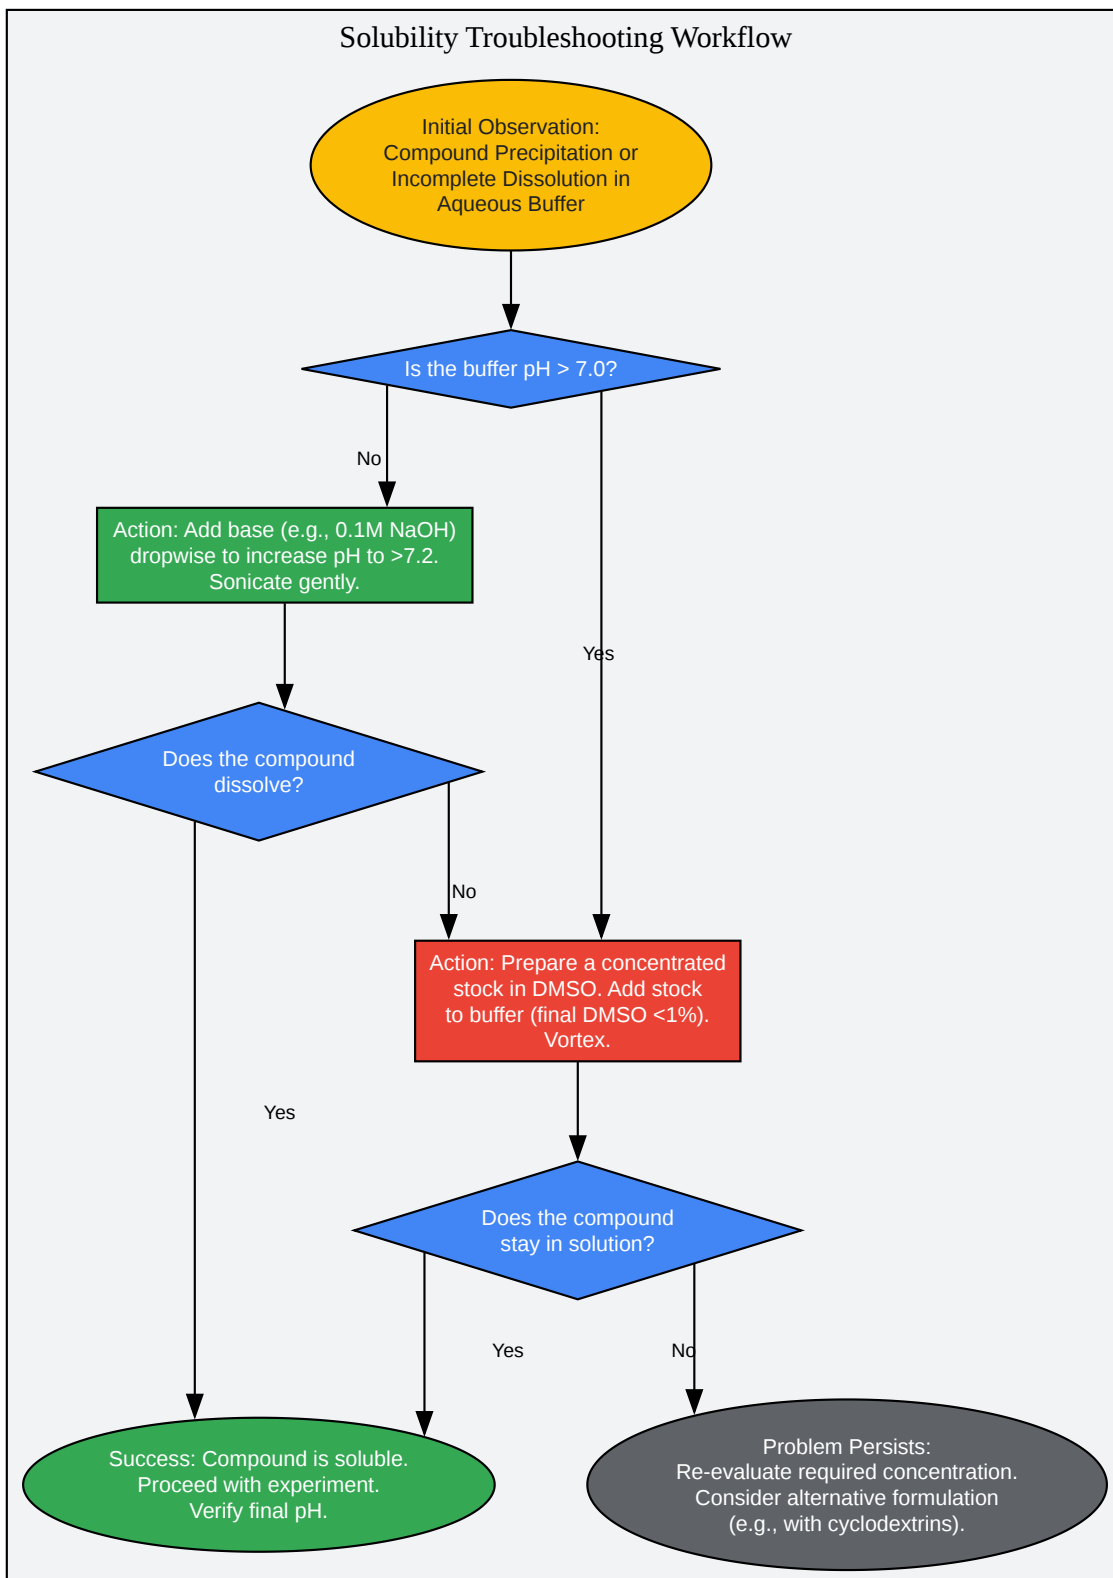 Solubility Troubleshooting Workflow
Initial Observation:
Compound Precipitation or
Incomplete Dissolution in
Aqueous Buffer
Is the buffer pH > 7.0?
No
Action: Add base (e.g., 0.1M NaOH)
dropwise to increase pH to >7.2.
Sonicate gently.
Yes
Does the compound
dissolve?
No
Action: Prepare a concentrated
stock in DMSO. Add stock
to buffer (final DMSO <1%).
Vortex.
Yes
Does the compound
stay in solution?
Yes
No
Success: Compound is soluble.
Proceed with experiment.
Verify final pH.
Problem Persists:
Re-evaluate required concentration.
Consider alternative formulation
(e.g., with cyclodextrins).